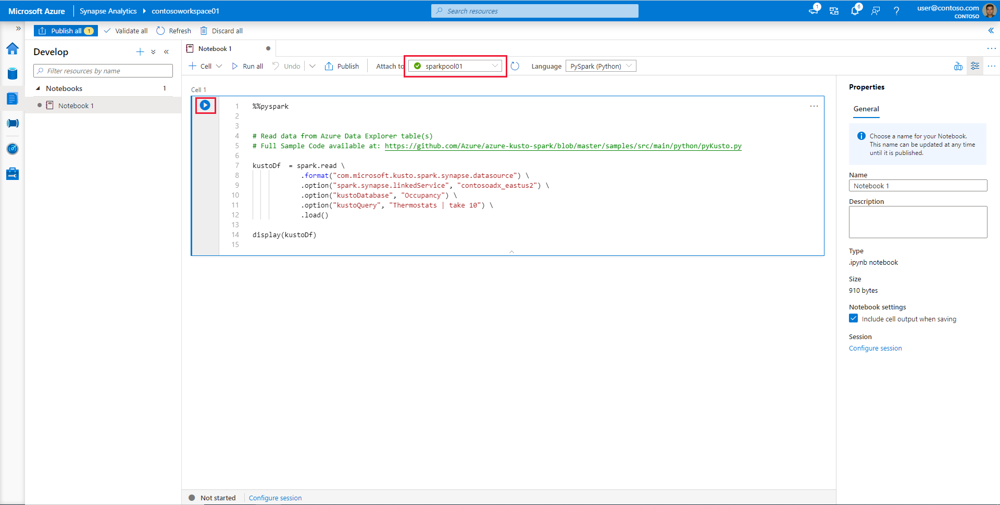 Microsoft Azure
Synapse Analytics
contosoworkspace01
Search resources
1
6
?
user@contoso.com
CONTOSO
Publish all 1
Validate all
Refresh
Discard all
Develop
Filter resources by name
Notebooks 1
Notebook 1
Notebook 1
Cell
Run all
Undo
Publish
Attach to
sparkpool01
Language
PySpark (Python)
Cell 1
1 %%pyspark
2
3
4 # Read data from Azure Data Explorer table(s)
5 # Full Sample Code available at: https://github.com/Azure/azure-kusto-spark/blob/master/samples/src/main/python/pyKusto.py
6
7 kustoDf  = spark.read \
8 .format("com.microsoft.kusto.spark.synapse.datasource") \
9 .option("spark.synapse.linkedService", "contosoadx_eastus2") \
10 .option("kustoDatabase", "Occupancy") \
11 .option("kustoQuery", "Thermostats | take 10") \
12 .load()
13
14 display(kustoDf)
15
Not started
Configure session
Properties
General
Choose a name for your Notebook.
This name can be updated at any time
until it is published.
Name
Notebook 1
Description
Type
.ipynb notebook
Size
910 bytes
Notebook settings
Include cell output when saving
Session
Configure session